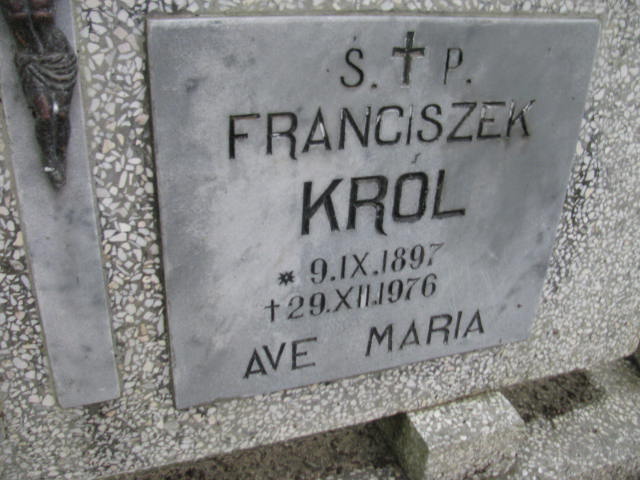 S. † P.
FRANCISZEK
KRÓL
* 9.IX.1897
† 29.XII.1976
AVE MARIA